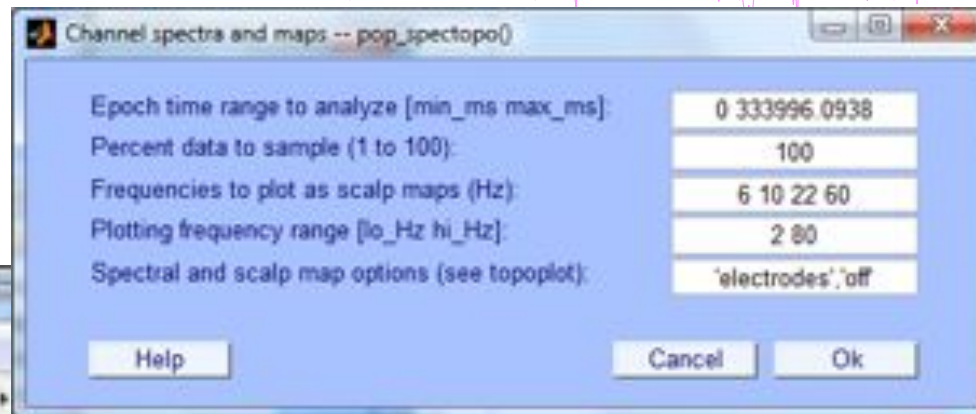 Channel spectra and maps -- pop_spectopo()
Epoch time range to analyze [min_ms max_ms]: 0 333996.0938
Percent data to sample (1 to 100): 100
Frequencies to plot as scalp maps (Hz): 6 10 22 60
Plotting frequency range [lo_Hz hi_Hz]: 2 80
Spectral and scalp map options (see topoplot): 'electrodes','off'
Help Cancel Ok